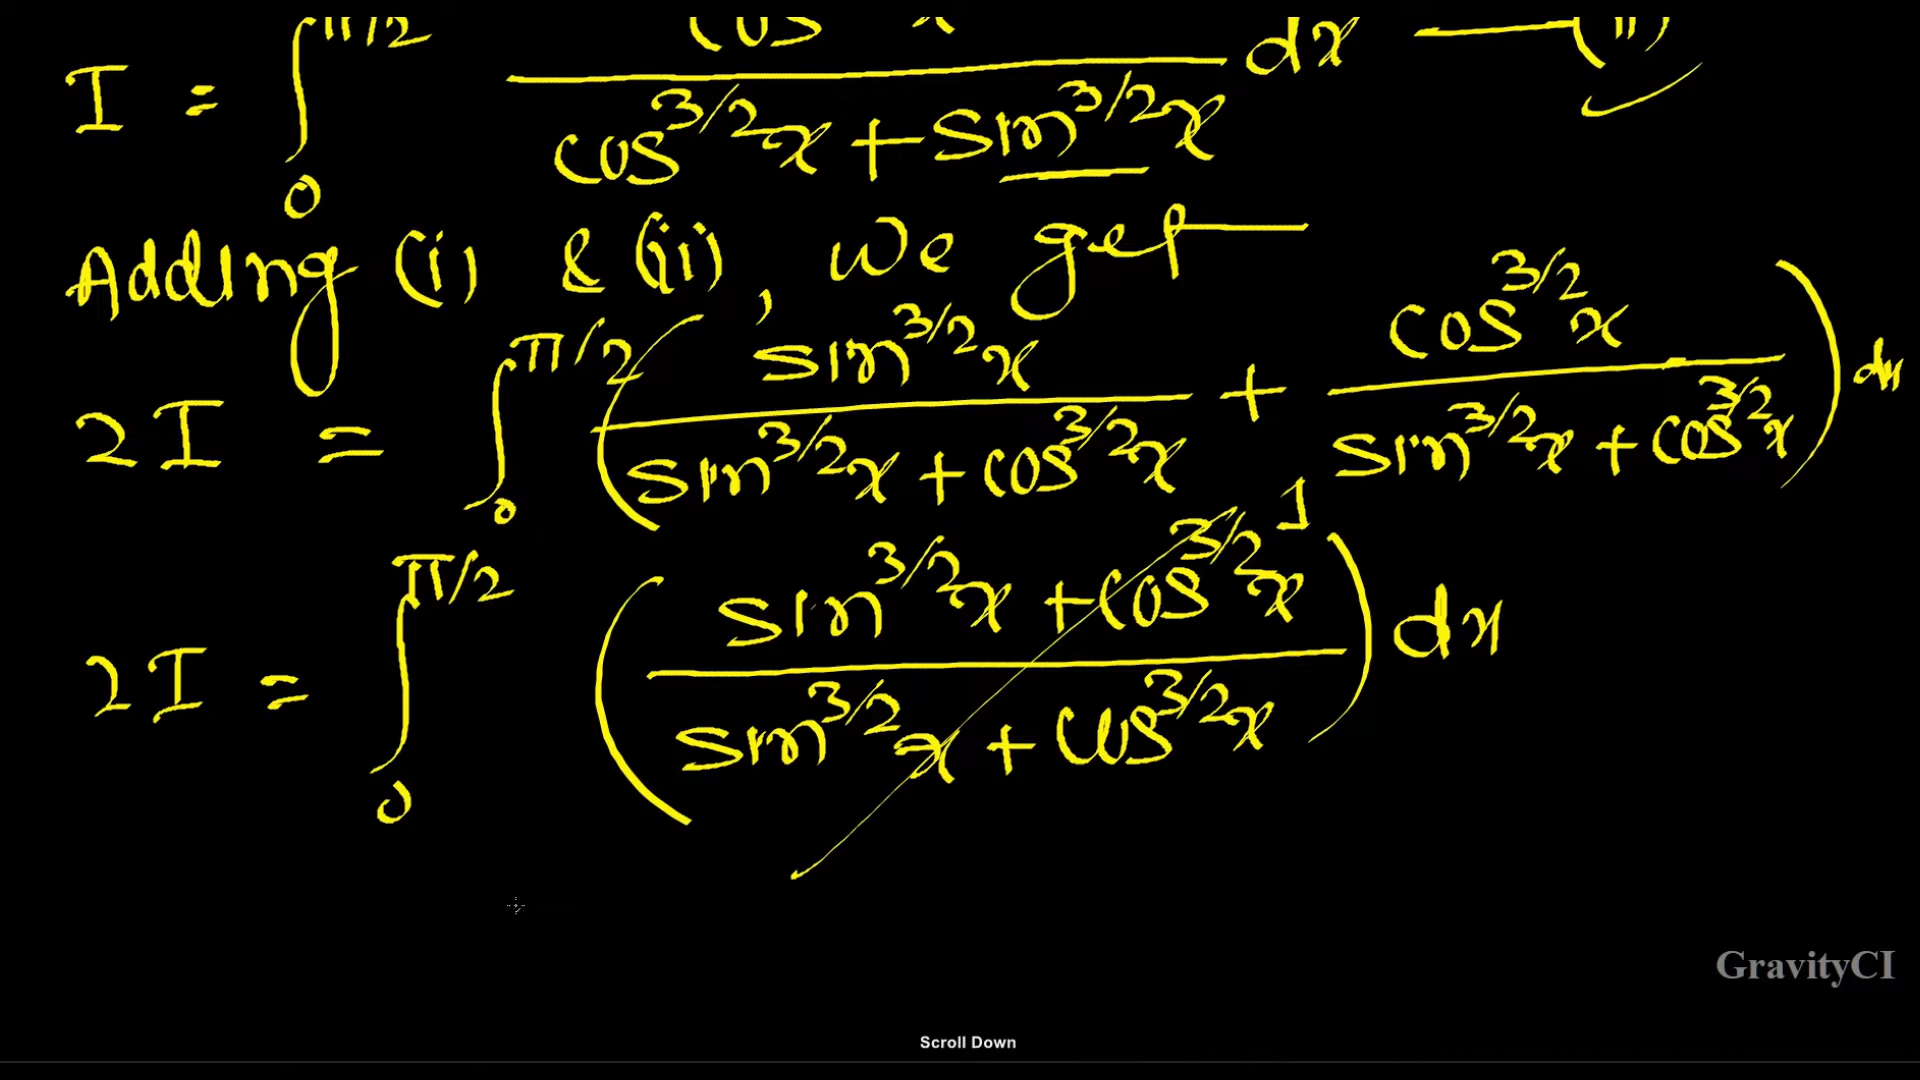 I = ∫₀^{π/2} cos x / (cos^{3/2}x + sin^{3/2}x) dx —— (ii)
Adding (i) & (ii), we get —
2I = ∫₀^{π/2} ( sin^{3/2}x / (sin^{3/2}x + cos^{3/2}x) + cos^{3/2}x / (sin^{3/2}x + cos^{3/2}x) ) dx
2I = ∫₀^{π/2} ( (sin^{3/2}x + cos^{3/2}x) / (sin^{3/2}x + cos^{3/2}x) ) dx 1
GravityCI
Scroll Down